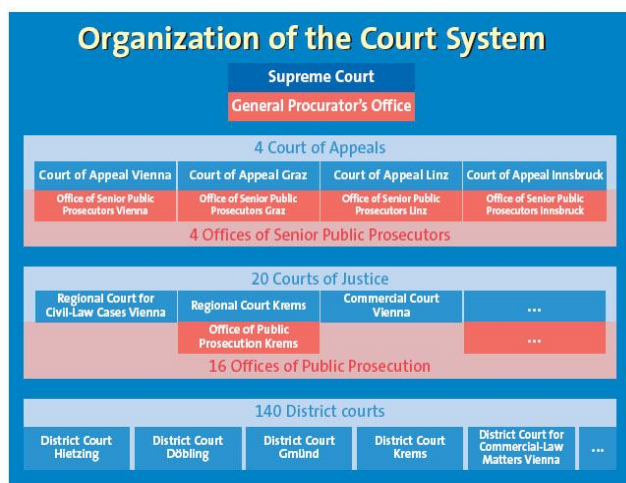 Organization of the Court System
Supreme Court
General Procurator's Office
4 Court of Appeals
Court of Appeal Vienna
Court of Appeal Graz
Court of Appeal Linz
Court of Appeal Innsbruck
Office of Senior Public
Prosecutors Vienna
Office of Senior Public
Prosecutors Graz
Office of Senior Public
Prosecutors Linz
Office of Senior Public
Prosecutors Innsbruck
4 Offices of Senior Public Prosecutors
20 Courts of Justice
Regional Court for
Civil-Law Cases Vienna
Regional Court Krems
Commercial Court
Vienna
...
Office of Public
Prosecution Krems
...
16 Offices of Public Prosecution
140 District courts
District Court
Hietzing
District Court
Döbling
District Court
Gmünd
District Court
Krems
District Court for
Commercial-Law
Matters Vienna
...